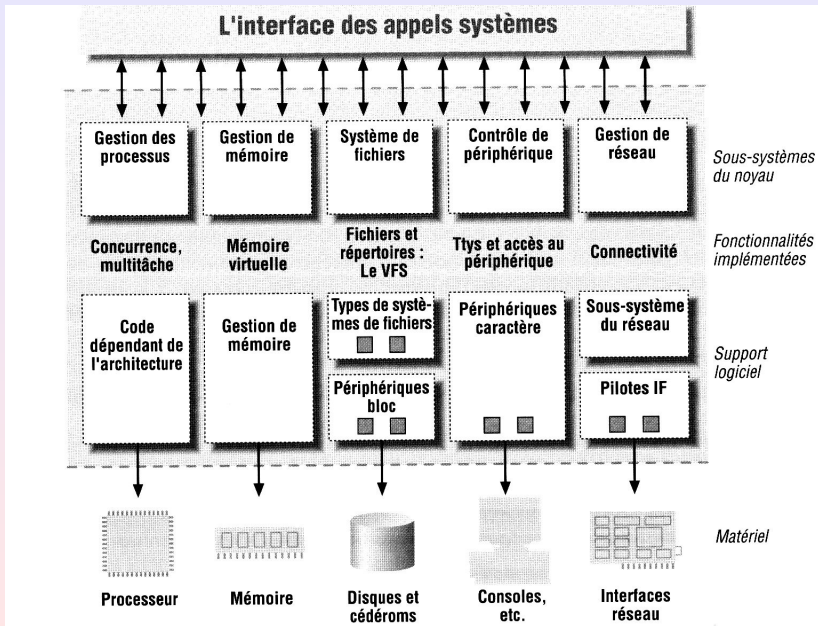 L'interface des appels systèmes
Gestion des
processus
Gestion de
mémoire
Système de
fichiers
Contrôle de
périphérique
Gestion de
réseau
Sous-systèmes
du noyau
Concurrence,
multitâche
Mémoire
virtuelle
Fichiers et
répertoires :
Le VFS
Ttys et accès au
périphérique
Connectivité
Fonctionnalités
implémentées
Code
dépendant de
l'architecture
Gestion de
mémoire
Types de systè-
mes de fichiers
Périphériques
bloc
Périphériques
caractère
Sous-système
du réseau
Pilotes IF
Support
logiciel
Matériel
Processeur
Mémoire
Disques et
cédéroms
Consoles,
etc.
Interfaces
réseau